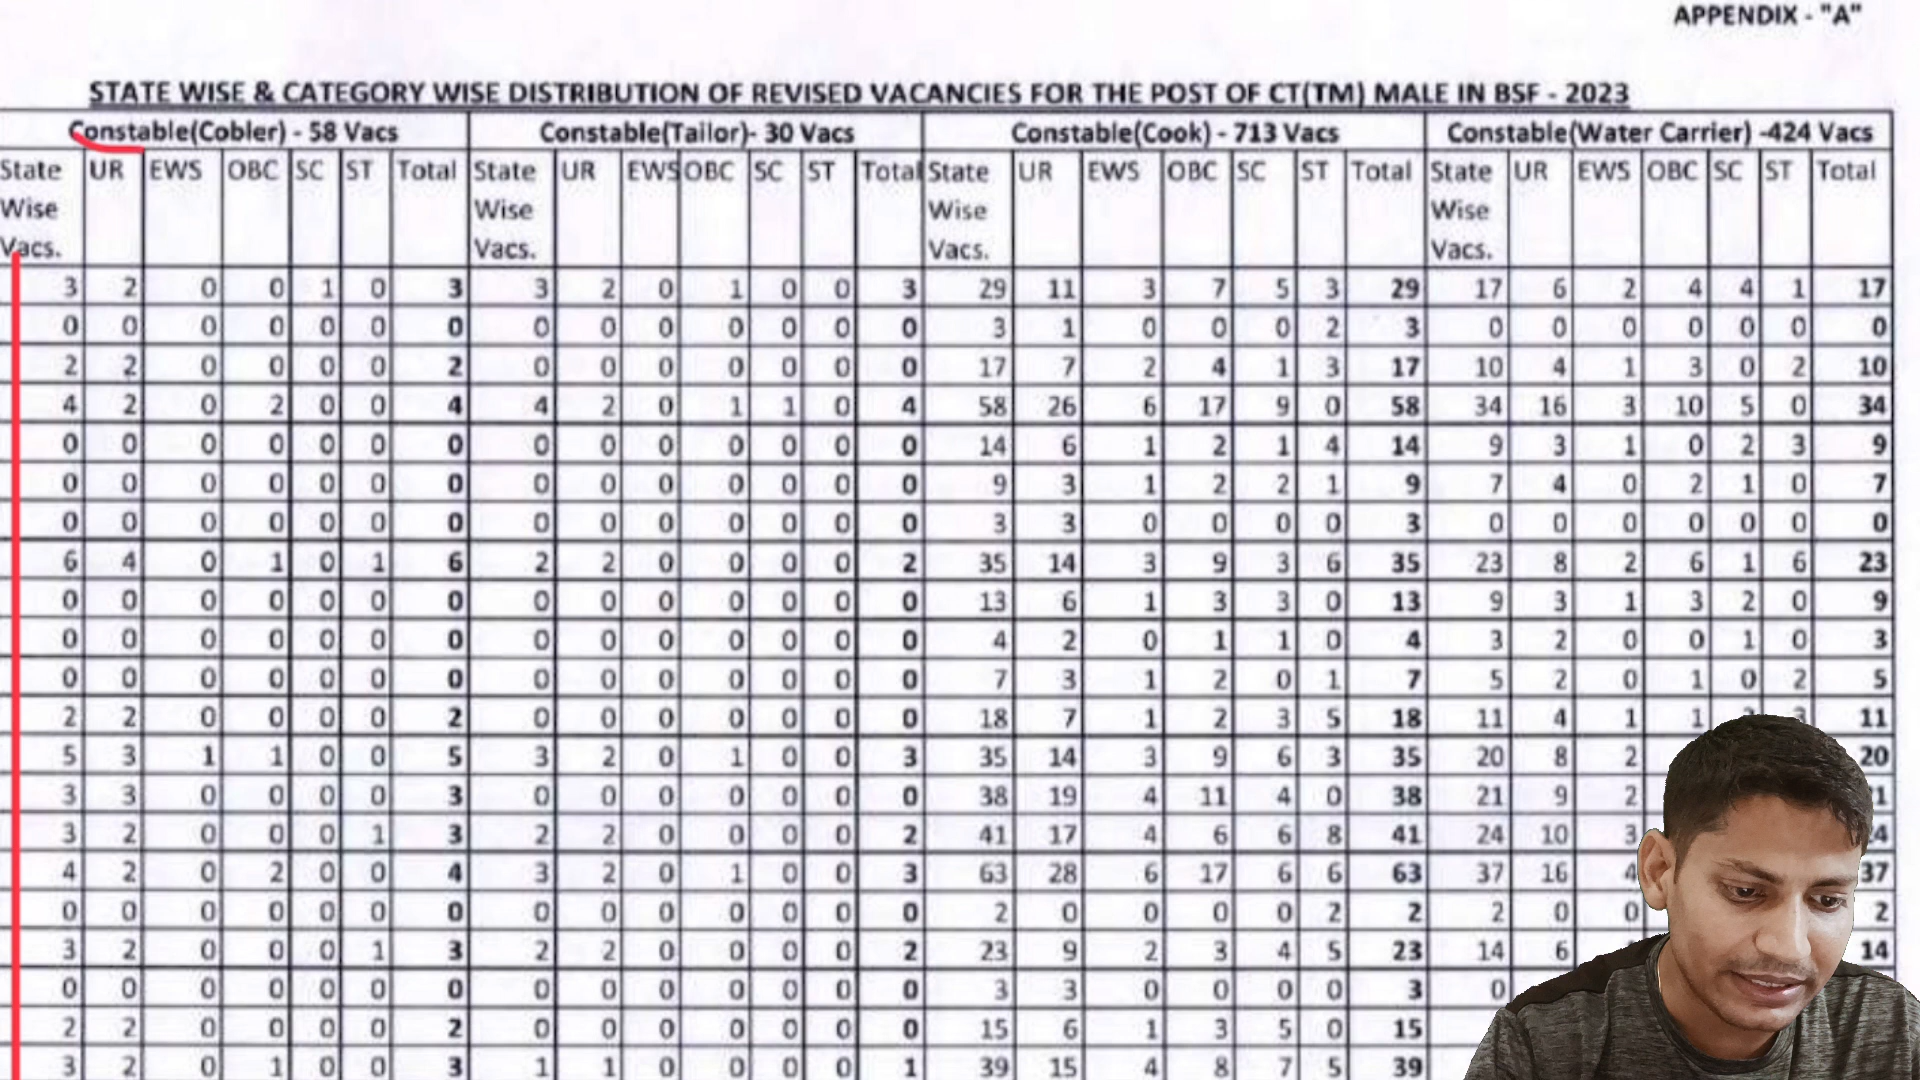 APPENDIX - "A"
STATE WISE & CATEGORY WISE DISTRIBUTION OF REVISED VACANCIES FOR THE POST OF CT(TM) MALE IN BSF - 2023
Constable(Cobler) - 58 Vacs Constable(Tailor)- 30 Vacs Constable(Cook) - 713 Vacs Constable(Water Carrier) -424 Vacs
State UR EWS OBC SC ST Total State UR EWS OBC SC ST Total State UR EWS OBC SC ST Total State UR EWS OBC SC ST Total
Wise Wise Wise Wise
Vacs. Vacs. Vacs. Vacs.
3 2 0 0 1 0 3 3 2 0 1 0 0 3 29 11 3 7 5 3 29 17 6 2 4 4 1 17
0 0 0 0 0 0 0 0 0 0 0 0 0 0 3 1 0 0 0 2 3 0 0 0 0 0 0 0
2 2 0 0 0 0 2 0 0 0 0 0 0 0 17 7 2 4 1 3 17 10 4 1 3 0 2 10
4 2 0 2 0 0 4 4 2 0 1 1 0 4 58 26 6 17 9 0 58 34 16 3 10 5 0 34
0 0 0 0 0 0 0 0 0 0 0 0 0 0 14 6 1 2 1 4 14 9 3 1 0 2 3 9
0 0 0 0 0 0 0 0 0 0 0 0 0 0 9 3 1 2 2 1 9 7 4 0 2 1 0 7
0 0 0 0 0 0 0 0 0 0 0 0 0 0 3 3 0 0 0 0 3 0 0 0 0 0 0 0
6 4 0 1 0 1 6 2 2 0 0 0 0 2 35 14 3 9 3 6 35 23 8 2 6 1 6 23
0 0 0 0 0 0 0 0 0 0 0 0 0 0 13 6 1 3 3 0 13 9 3 1 3 2 0 9
0 0 0 0 0 0 0 0 0 0 0 0 0 0 4 2 0 1 1 0 4 3 2 0 0 1 0 3
0 0 0 0 0 0 0 0 0 0 0 0 0 0 7 3 1 2 0 1 7 5 2 0 1 0 2 5
2 2 0 0 0 0 2 0 0 0 0 0 0 0 18 7 1 2 3 5 18 11 4 1 1 11
5 3 1 1 0 0 5 3 2 0 1 0 0 3 35 14 3 9 6 3 35 20 8 2 20
3 3 0 0 0 0 3 0 0 0 0 0 0 0 38 19 4 11 4 0 38 21 9 2
3 2 0 0 0 1 3 2 2 0 0 0 0 2 41 17 4 6 6 8 41 24 10 3
4 2 0 2 0 0 4 3 2 0 1 0 0 3 63 28 6 17 6 6 63 37 16 4 37
0 0 0 0 0 0 0 0 0 0 0 0 0 0 2 0 0 0 0 2 2 2 0 0 2
3 2 0 0 0 1 3 2 2 0 0 0 0 2 23 9 2 3 4 5 23 14 6 14
0 0 0 0 0 0 0 0 0 0 0 0 0 0 3 3 0 0 0 0 3 0
2 2 0 0 0 0 2 0 0 0 0 0 0 0 15 6 1 3 5 0 15
3 2 0 1 0 0 3 1 1 0 0 0 0 1 39 15 4 8 7 5 39